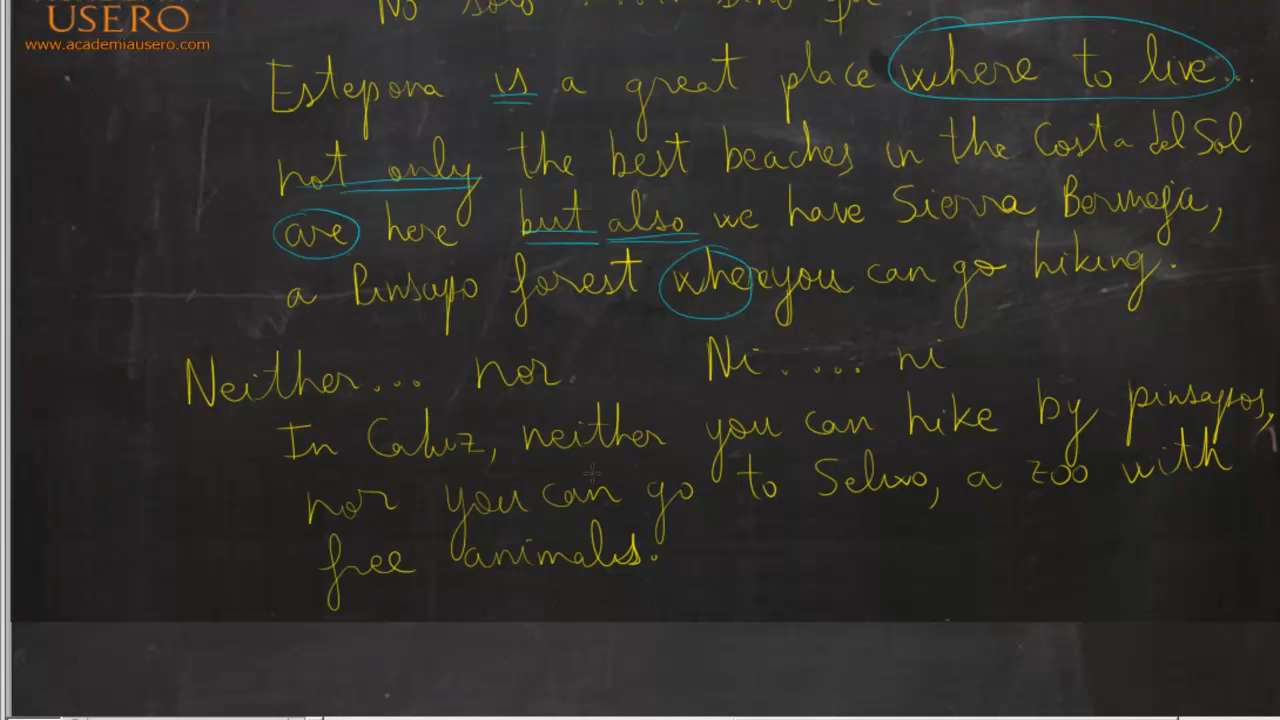 USERO
www.academiausero.com
No solo
Estepona is a great place where to live...
not only the best beaches in the Costa del Sol
are here but also we have Sierra Bermeja,
a Pinsapo forest where you can go hiking.
Neither... nor Ni..... ni
In Cádiz, neither you can hike by pinsapos,
nor you can go to Selwo, a zoo with
free animals.